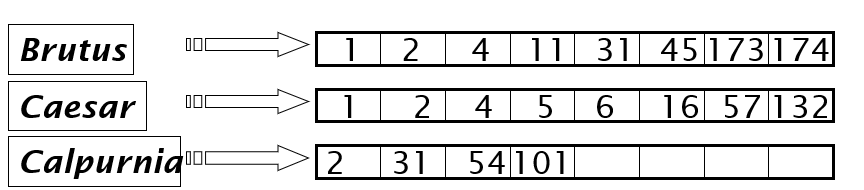 Brutus 1 2 4 11 31 45 173 174
Caesar 1 2 4 5 6 16 57 132
Calpurnia 2 31 54 101